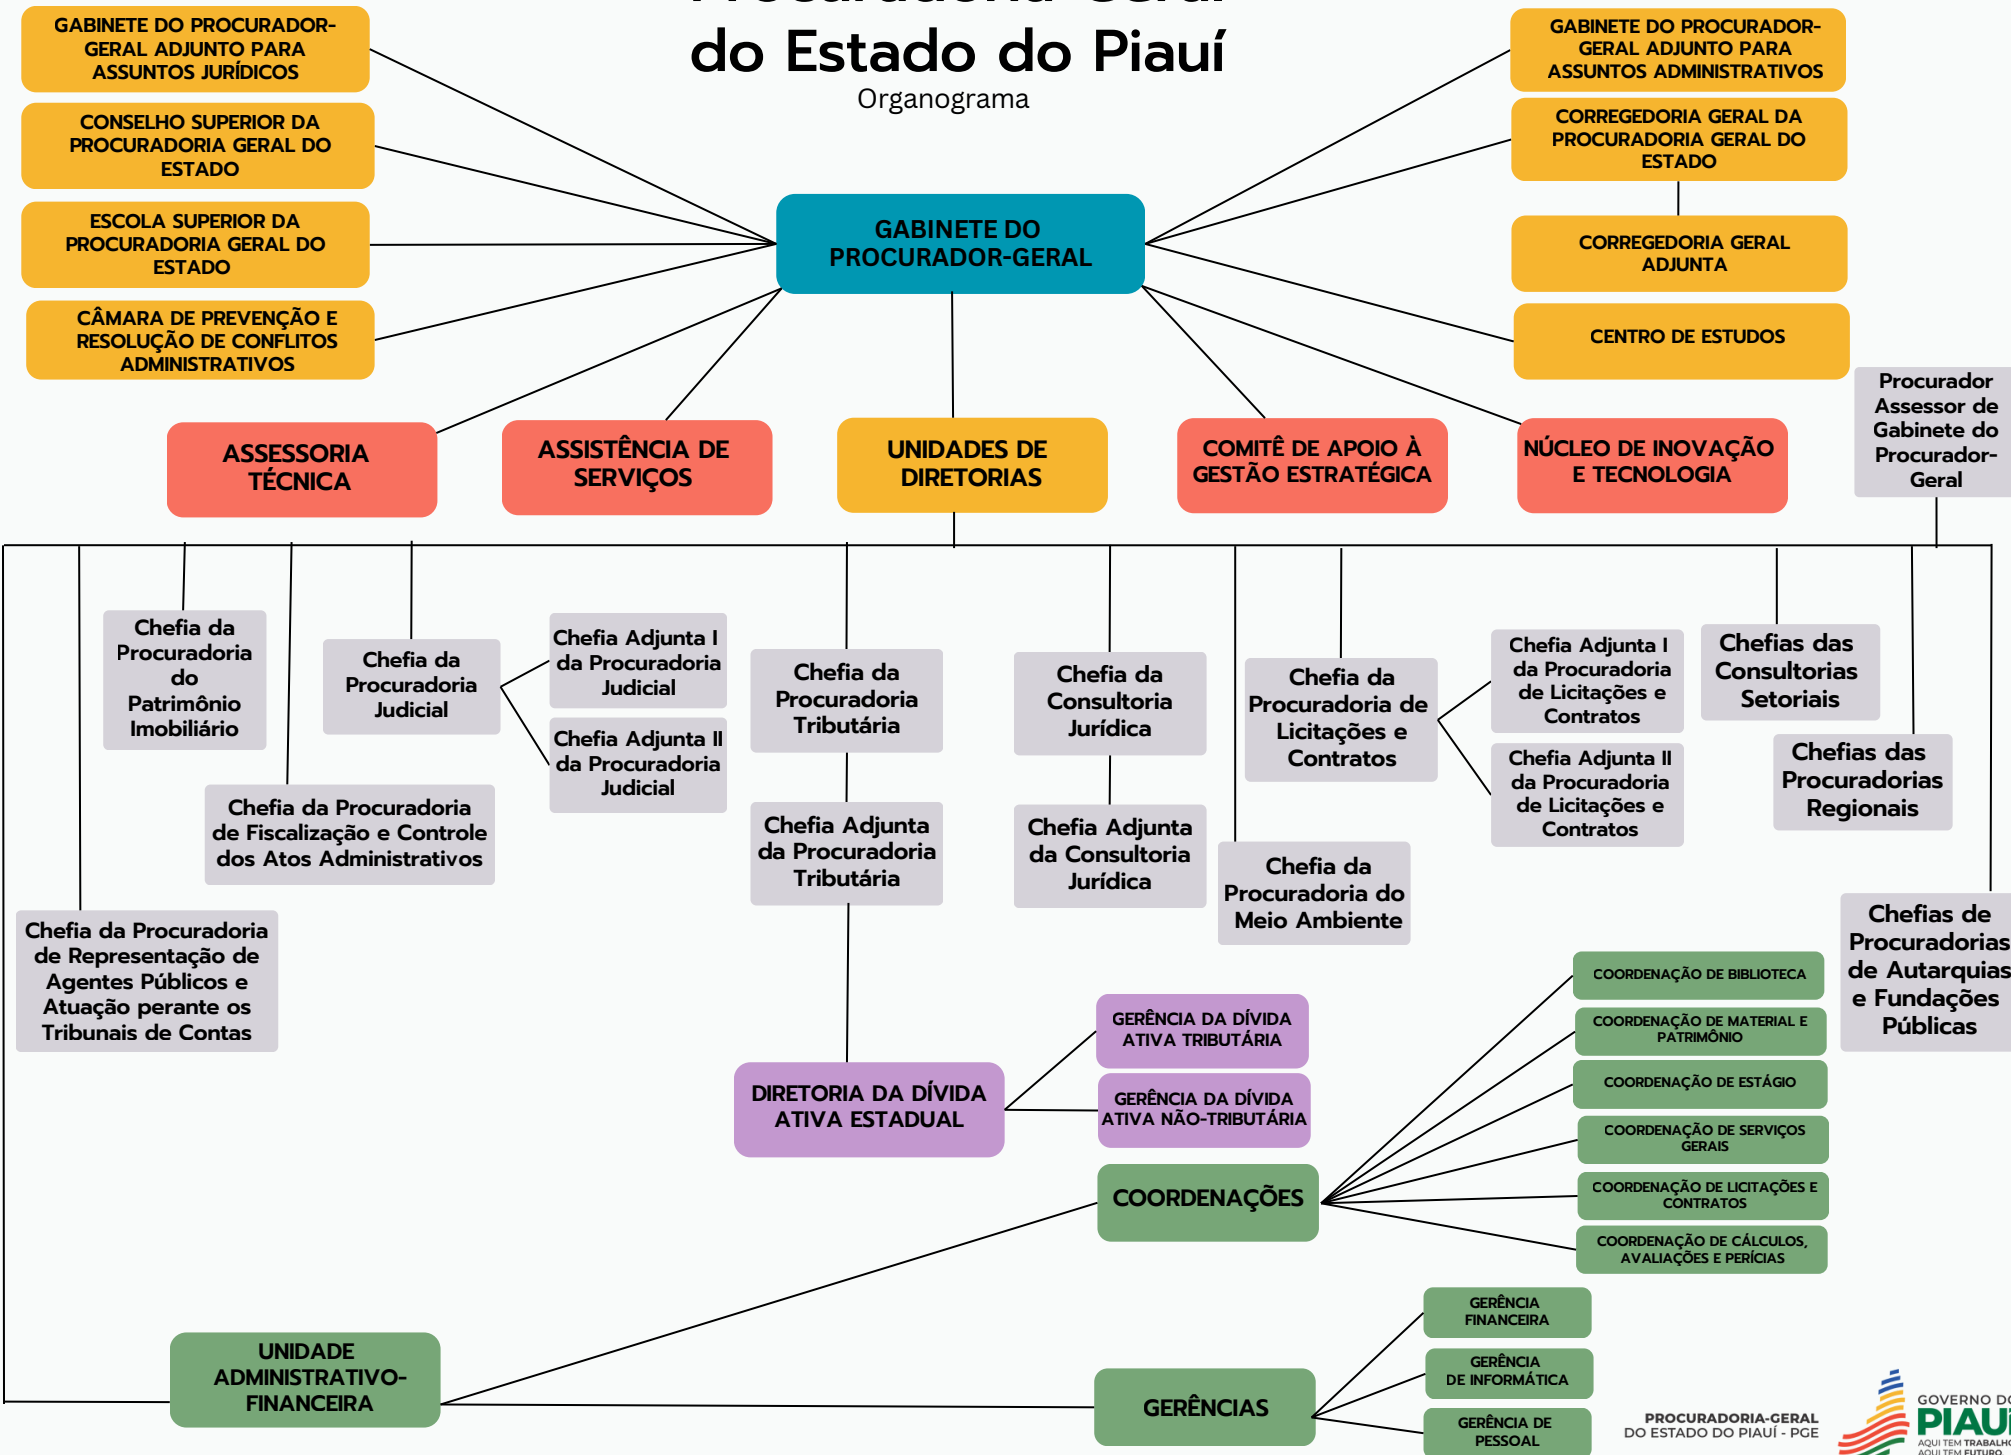 Procuradoria-Geral
do Estado do Piauí
Organograma
GABINETE DO PROCURADOR-
GERAL ADJUNTO PARA
ASSUNTOS JURÍDICOS
CONSELHO SUPERIOR DA
PROCURADORIA GERAL DO
ESTADO
ESCOLA SUPERIOR DA
PROCURADORIA GERAL DO
ESTADO
CÂMARA DE PREVENÇÃO E
RESOLUÇÃO DE CONFLITOS
ADMINISTRATIVOS
GABINETE DO
PROCURADOR-GERAL
GABINETE DO PROCURADOR-
GERAL ADJUNTO PARA
ASSUNTOS ADMINISTRATIVOS
CORREGEDORIA GERAL DA
PROCURADORIA GERAL DO
ESTADO
CORREGEDORIA GERAL
ADJUNTA
CENTRO DE ESTUDOS
ASSESSORIA
TÉCNICA
ASSISTÊNCIA DE
SERVIÇOS
UNIDADES DE
DIRETORIAS
COMITÊ DE APOIO À
GESTÃO ESTRATÉGICA
NÚCLEO DE INOVAÇÃO
E TECNOLOGIA
Procurador
Assessor de
Gabinete do
Procurador-
Geral
Chefia da
Procuradoria
do
Patrimônio
Imobiliário
Chefia da
Procuradoria
Judicial
Chefia Adjunta I
da Procuradoria
Judicial
Chefia Adjunta II
da Procuradoria
Judicial
Chefia da Procuradoria
de Fiscalização e Controle
dos Atos Administrativos
Chefia da Procuradoria
de Representação de
Agentes Públicos e
Atuação perante os
Tribunais de Contas
Chefia da
Procuradoria
Tributária
Chefia Adjunta
da Procuradoria
Tributária
Chefia da
Consultoria
Jurídica
Chefia Adjunta
da Consultoria
Jurídica
Chefia da
Procuradoria do
Meio Ambiente
Chefia da
Procuradoria de
Licitações e
Contratos
Chefia Adjunta I
da Procuradoria
de Licitações e
Contratos
Chefia Adjunta II
da Procuradoria
de Licitações e
Contratos
Chefias das
Consultorias
Setoriais
Chefias das
Procuradorias
Regionais
Chefias de
Procuradorias
de Autarquias
e Fundações
Públicas
DIRETORIA DA DÍVIDA
ATIVA ESTADUAL
GERÊNCIA DA DÍVIDA
ATIVA TRIBUTÁRIA
GERÊNCIA DA DÍVIDA
ATIVA NÃO-TRIBUTÁRIA
COORDENAÇÕES
COORDENAÇÃO DE BIBLIOTECA
COORDENAÇÃO DE MATERIAL E
PATRIMÔNIO
COORDENAÇÃO DE ESTÁGIO
COORDENAÇÃO DE SERVIÇOS
GERAIS
COORDENAÇÃO DE LICITAÇÕES E
CONTRATOS
COORDENAÇÃO DE CÁLCULOS,
AVALIAÇÕES E PERÍCIAS
UNIDADE
ADMINISTRATIVO-
FINANCEIRA
GERÊNCIAS
GERÊNCIA
FINANCEIRA
GERÊNCIA
DE INFORMÁTICA
GERÊNCIA DE
PESSOAL
PROCURADORIA-GERAL
DO ESTADO DO PIAUÍ - PGE
GOVERNO DO
PIAUÍ
AQUI TEM TRABALHO
AQUI TEM FUTURO